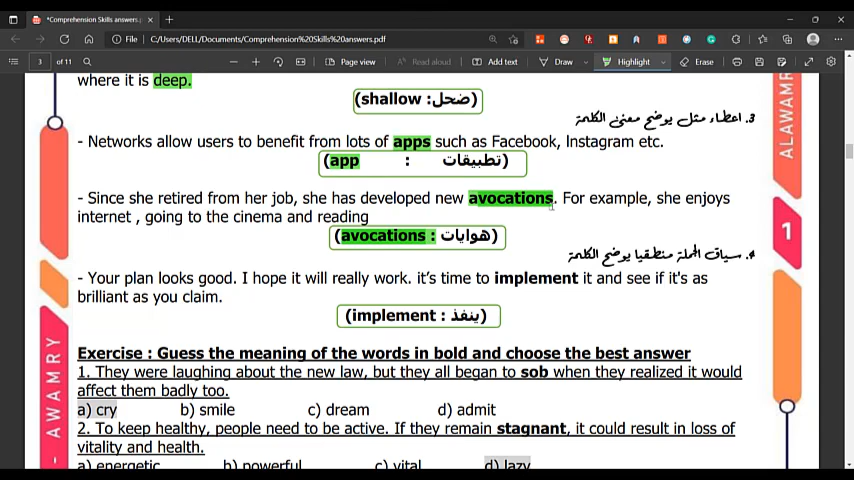 *Comprehension Skills answers.p
File
C:/Users/DELL/Documents/Comprehension%20Skills%20answers.pdf
3 of 11
Page view
Read aloud
Add text
Draw
Highlight
Erase
where it is deep.
(shallow: ضحل)
3. اعطاء مثل يوضح معنى الكلمة
- Networks allow users to benefit from lots of apps such as Facebook, Instagram etc.
(app : تطبيقات)
- Since she retired from her job, she has developed new avocations. For example, she enjoys
internet , going to the cinema and reading
(avocations : هوايات)
4. سياق الجملة منطقيا يوضح الكلمة
- Your plan looks good. I hope it will really work. it's time to implement it and see if it's as
brilliant as you claim.
(implement : ينفذ)
Exercise : Guess the meaning of the words in bold and choose the best answer
1. They were laughing about the new law, but they all began to sob when they realized it would
affect them badly too.
a) cry b) smile c) dream d) admit
2. To keep healthy, people need to be active. If they remain stagnant, it could result in loss of
vitality and health.
a) energetic b) powerful c) vital d) lazy
ALAWAMRY
1
- AWAMRY